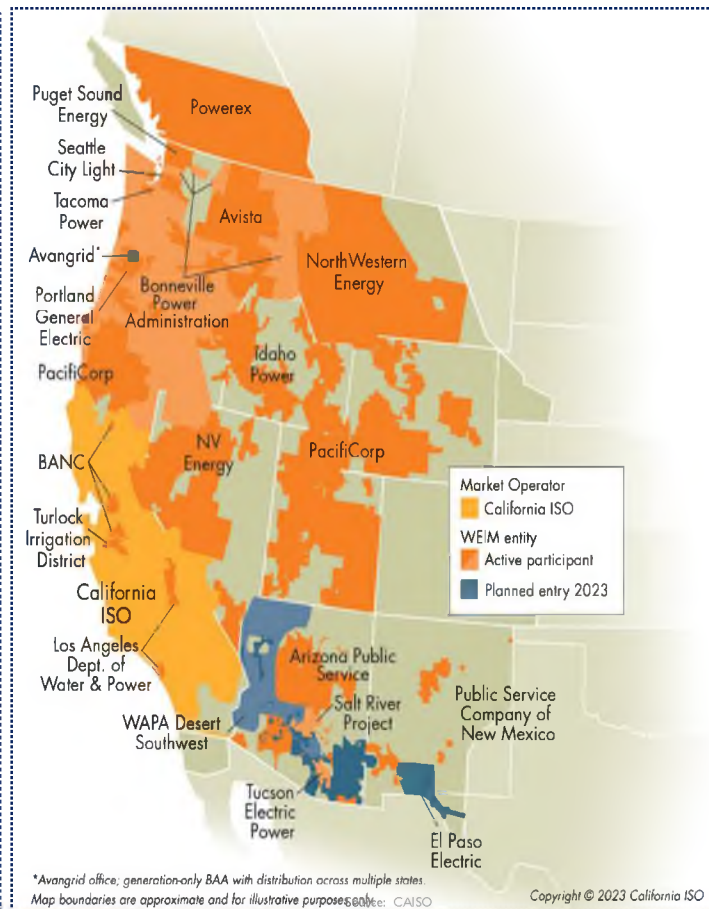 Powerex
Puget Sound
Energy
Seattle
City Light
Tacoma
Power
Avista
Avangrid*
NorthWestern
Energy
Bonneville
Power
Administration
Portland
General
Electric
Idaho
Power
PacifiCorp
NV
Energy
PacifiCorp
BANC
Turlock
Irrigation
District
Market Operator
California ISO
WEIM entity
Active participant
Planned entry 2023
California
ISO
Los Angeles
Dept. of
Water & Power
Arizona Public
Service
Salt River
Project
Public Service
Company of
New Mexico
WAPA Desert
Southwest
Tucson
Electric
Power
El Paso
Electric
*Avangrid office; generation-only BAA with distribution across multiple states.
Map boundaries are approximate and for illustrative purposes only.
Source: CAISO
Copyright © 2023 California ISO